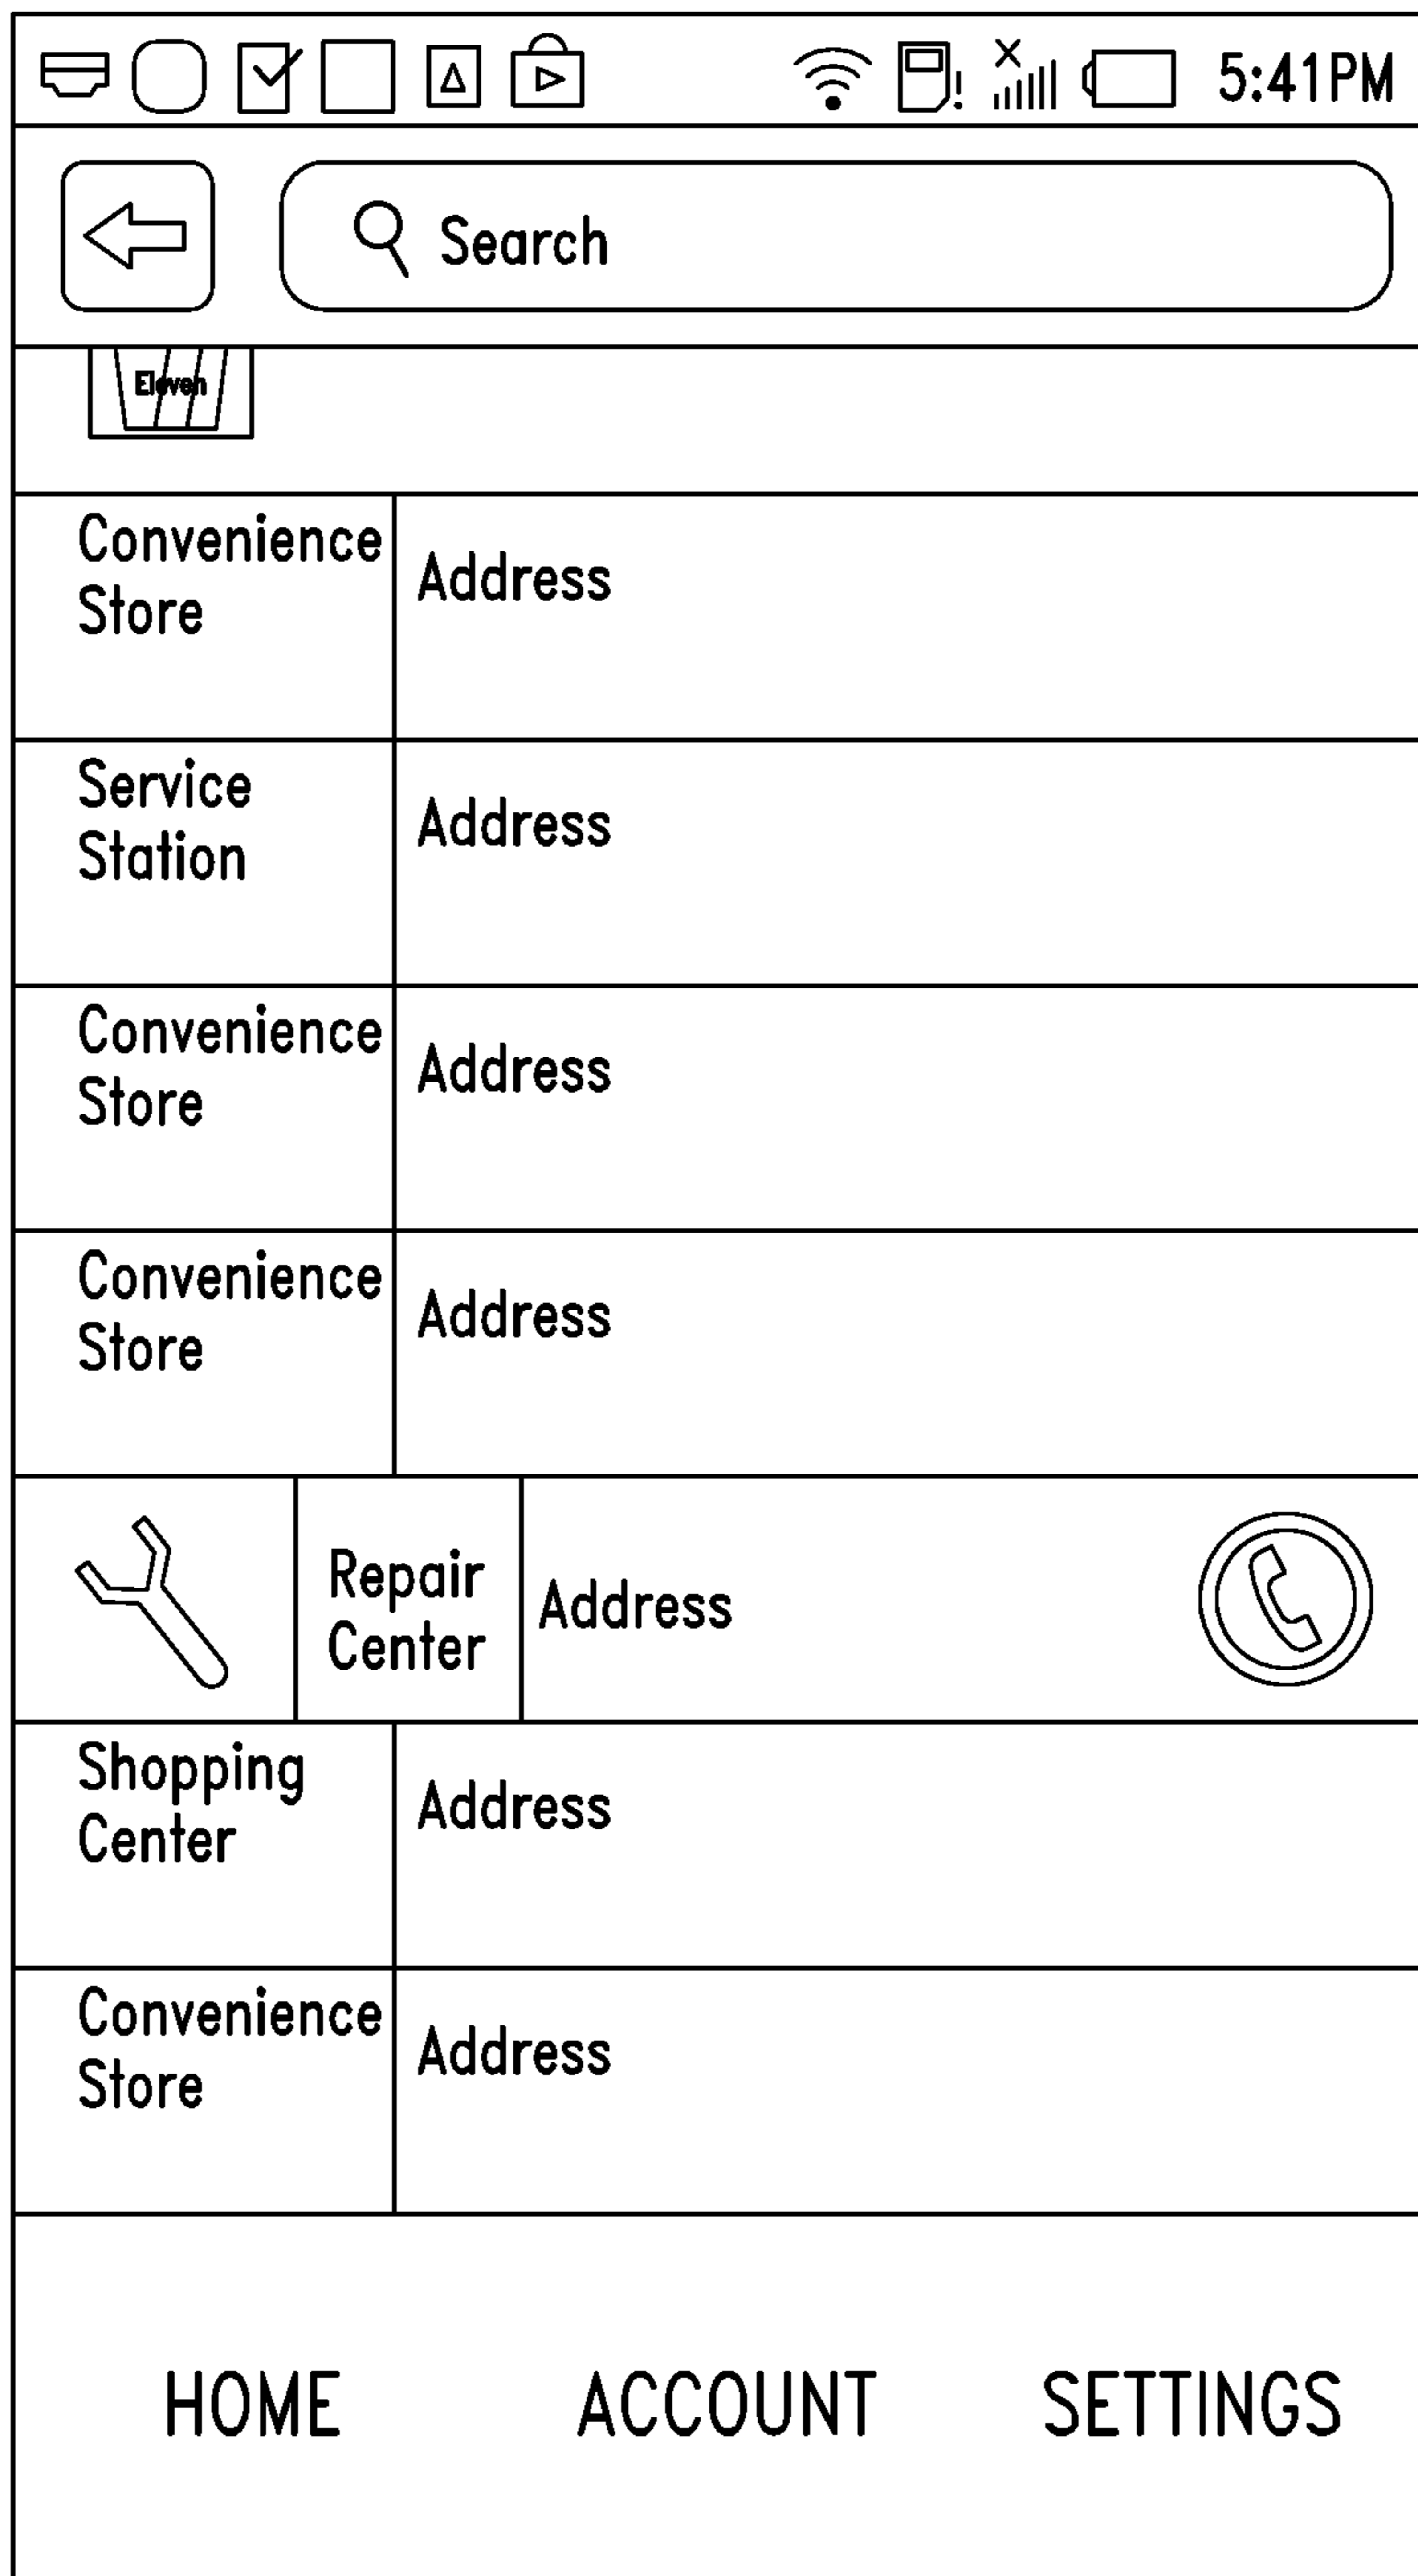 5:41PM
Search
Eleven
Convenience
Store
Address
Service
Station
Address
Convenience
Store
Address
Convenience
Store
Address
Repair
Center
Address
Shopping
Center
Address
Convenience
Store
Address
HOME ACCOUNT SETTINGS